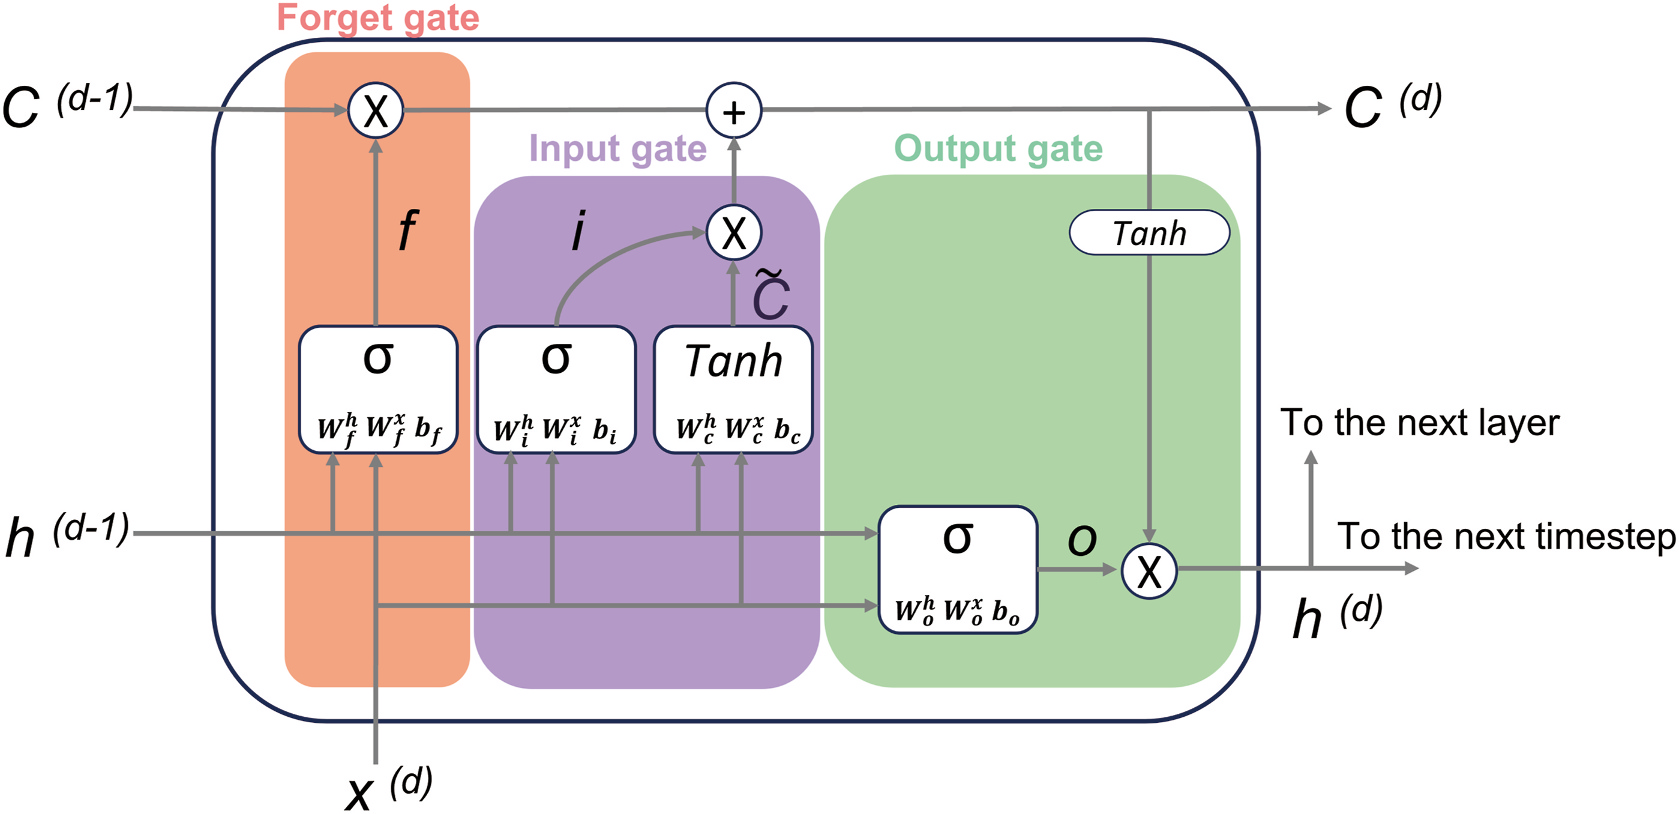 Forget gate
C (d-1)
X
+
C (d)
Input gate
Output gate
f
i
X
Tanh
C̃
σ
W_f^h W_f^x b_f
σ
W_i^h W_i^x b_i
Tanh
W_c^h W_c^x b_c
To the next layer
h (d-1)
σ
W_o^h W_o^x b_o
o
X
To the next timestep
h (d)
x (d)